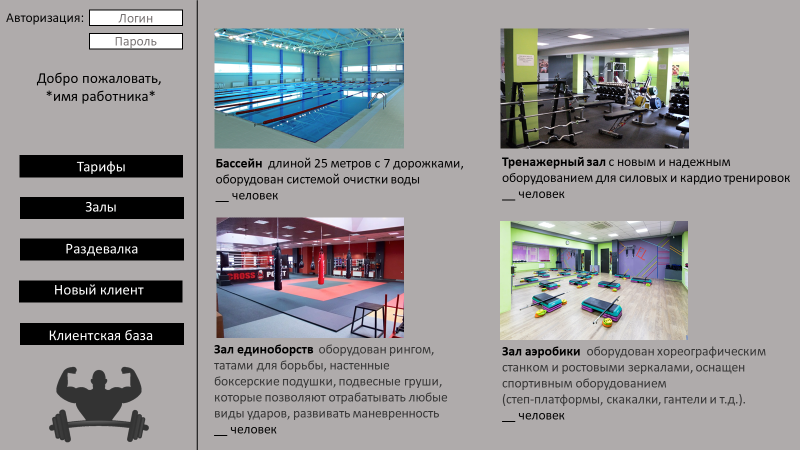 Авторизация:
Логин
Пароль
Добро пожаловать,
*имя работника*
Тарифы
Залы
Раздевалка
Новый клиент
Клиентская база
Бассейн длиной 25 метров с 7 дорожками,
оборудован системой очистки воды
__ человек
Тренажерный зал с новым и надежным
оборудованием для силовых и кардио тренировок
__ человек
CROSS
Зал единоборств оборудован рингом,
татами для борьбы, настенные
боксерские подушки, подвесные груши,
которые позволяют отрабатывать любые
виды ударов, развивать маневренность
__ человек
Зал аэробики оборудован хореографическим
станком и ростовыми зеркалами, оснащен
спортивным оборудованием
(степ-платформы, скакалки, гантели и т.д.).
__ человек